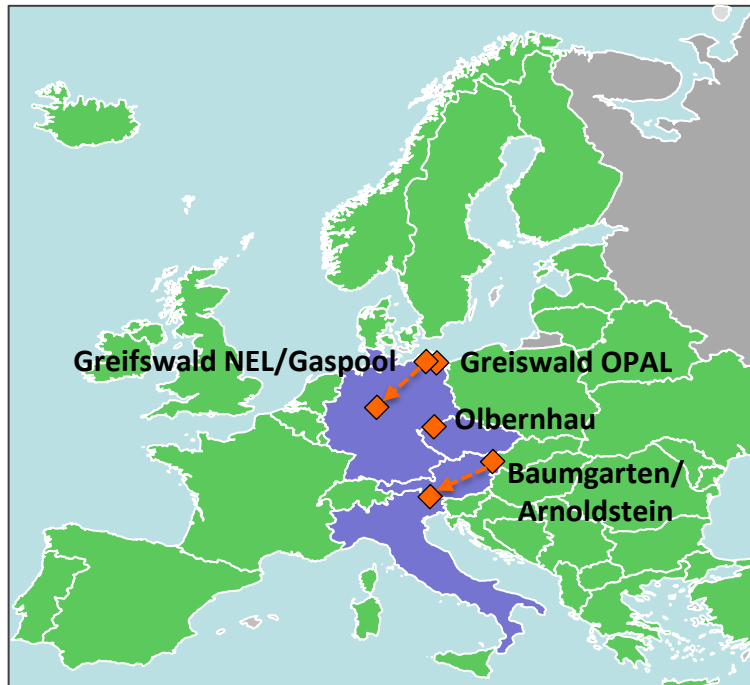 Greifswald NEL/Gaspool
Greiswald OPAL
Olbernhau
Baumgarten/
Arnoldstein